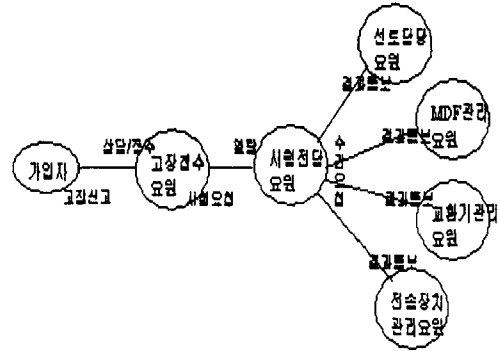 가입자
고장신고
상담/접수
고장접수
요원
시험요청
시험전담
요원
수리요청
결과통보
선로담당
요원
결과통보
MDF관리
요원
결과통보
교환기관리
요원
결과통보
전송장치
관리요원